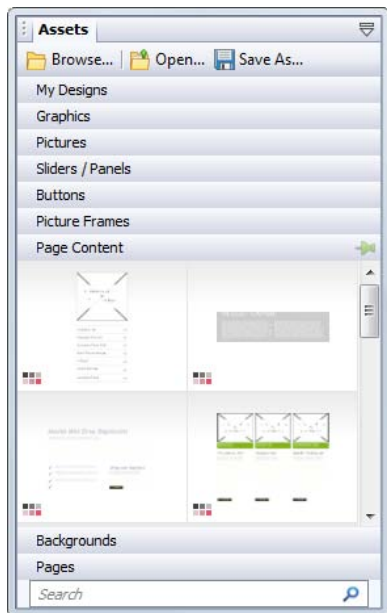 Assets
Browse... Open... Save As...
My Designs
Graphics
Pictures
Sliders / Panels
Buttons
Picture Frames
Page Content
Backgrounds
Pages
Search